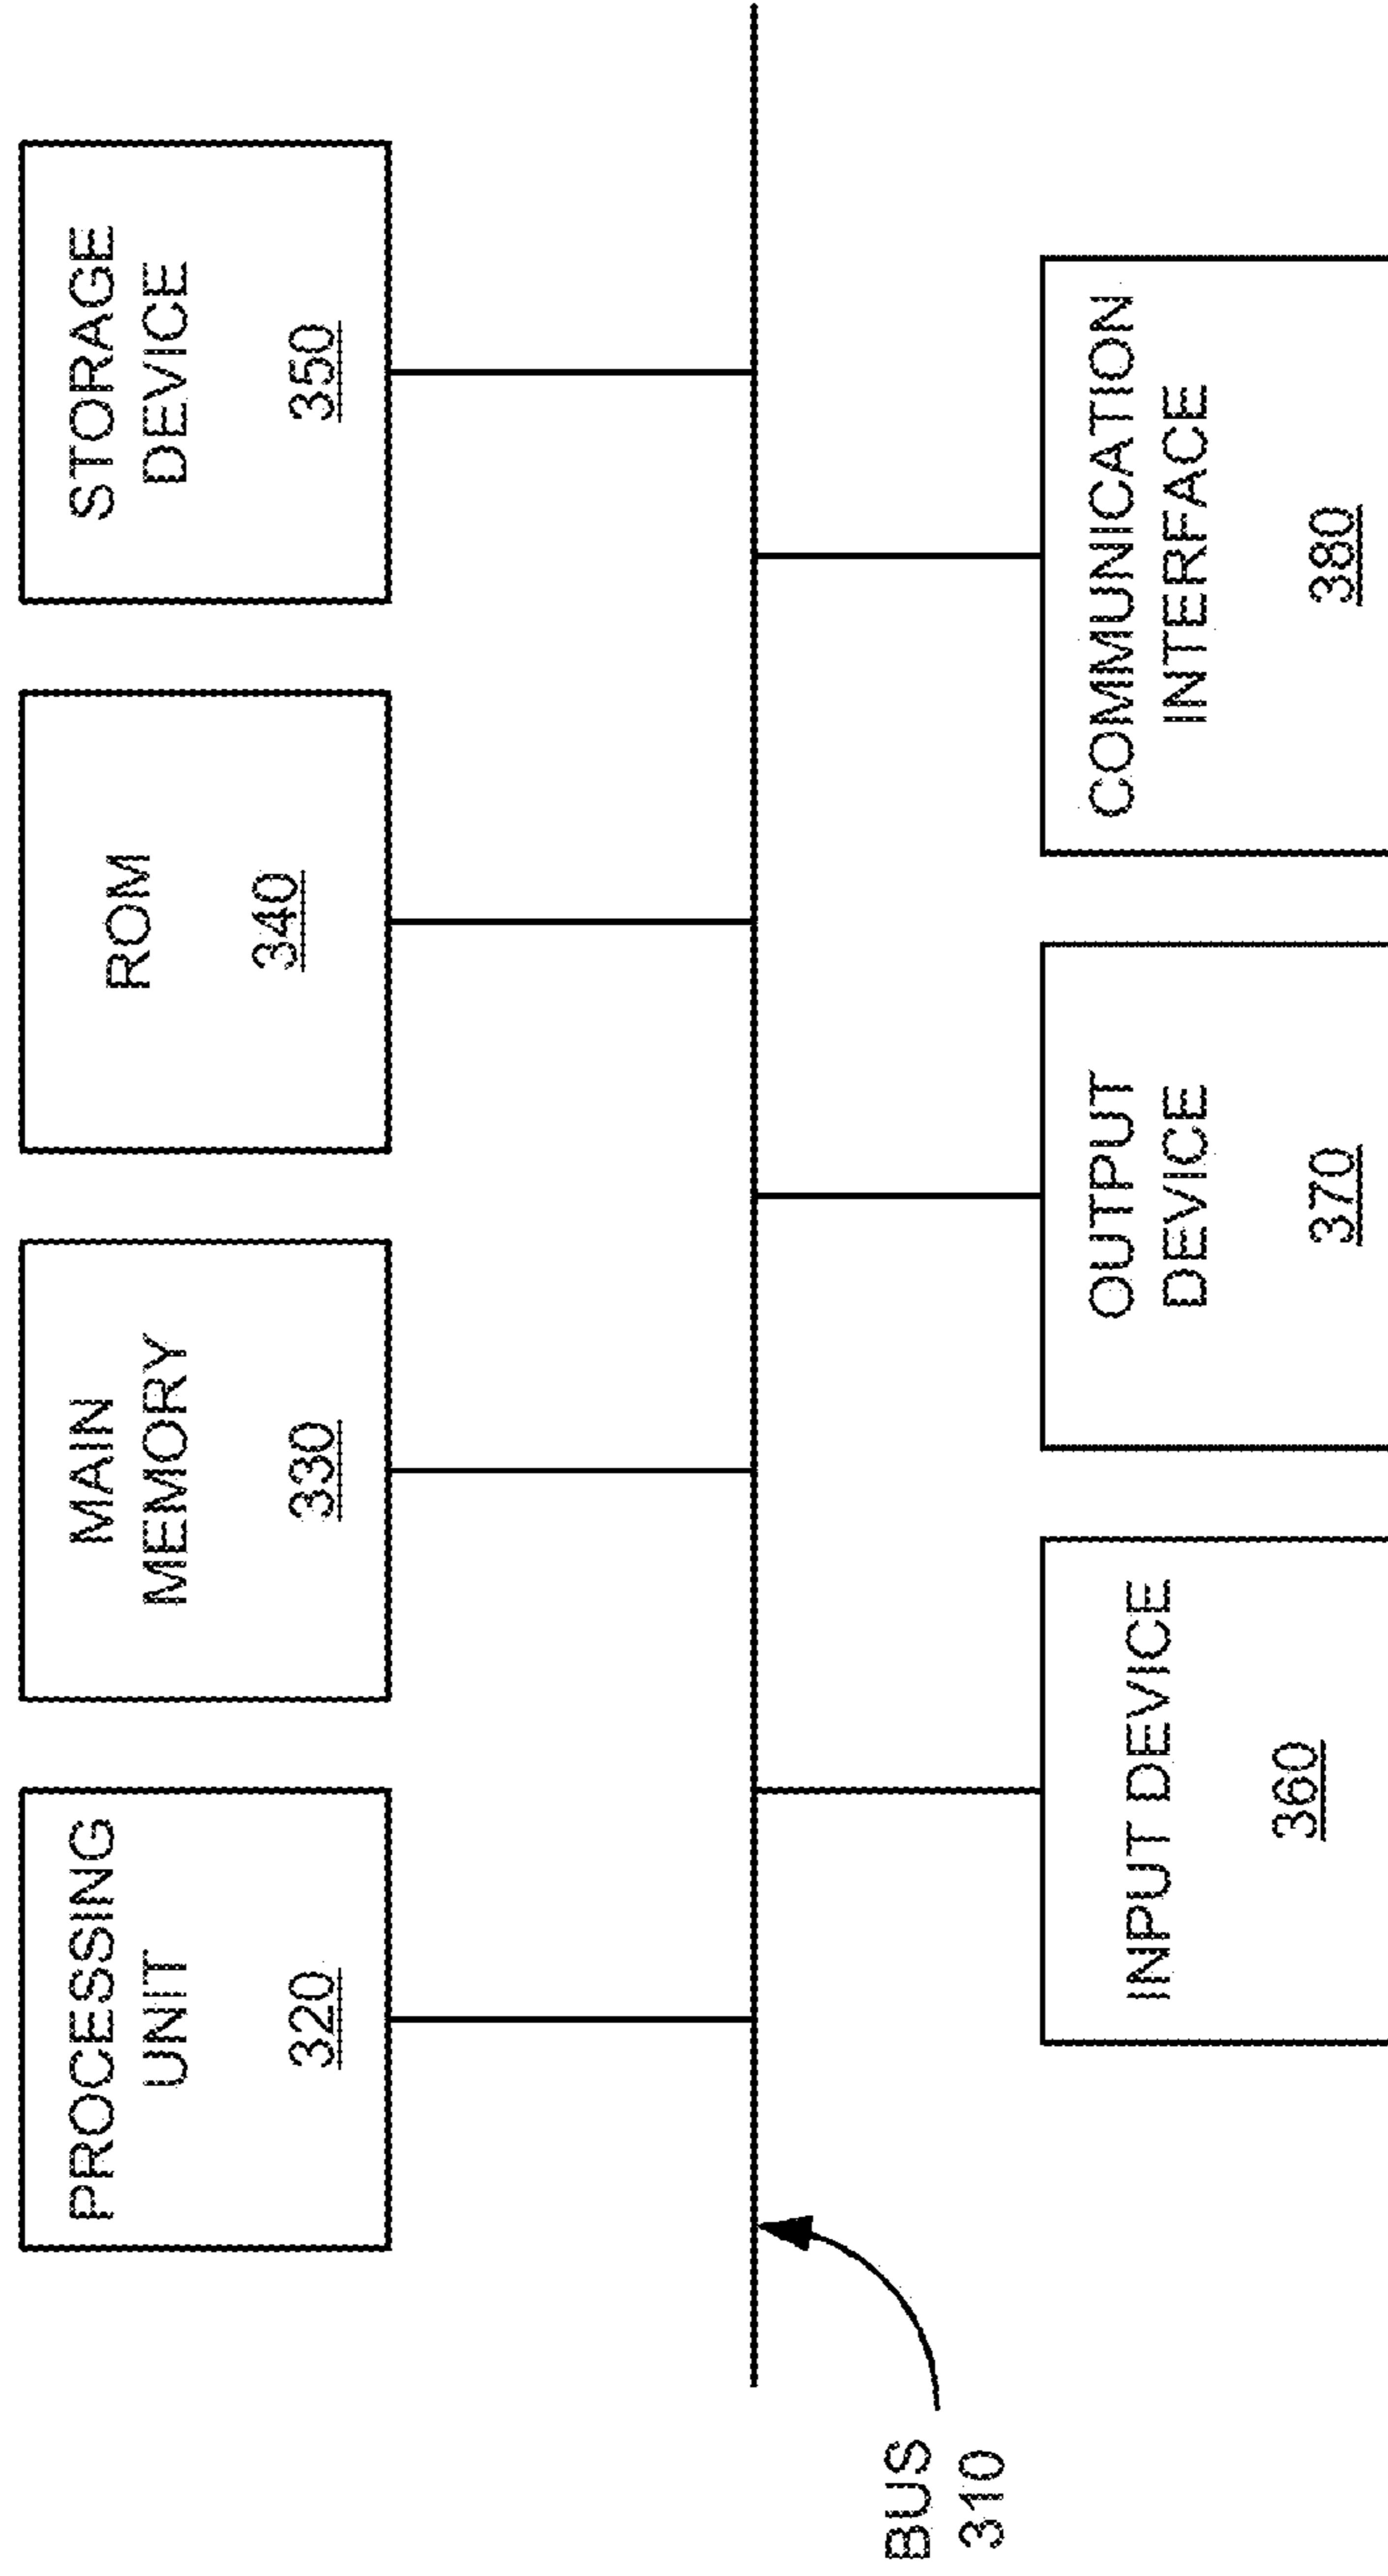 PROCESSING
UNIT
320
MAIN
MEMORY
330
ROM
340
STORAGE
DEVICE
350
BUS
310
INPUT DEVICE
360
OUTPUT
DEVICE
370
COMMUNICATION
INTERFACE
380